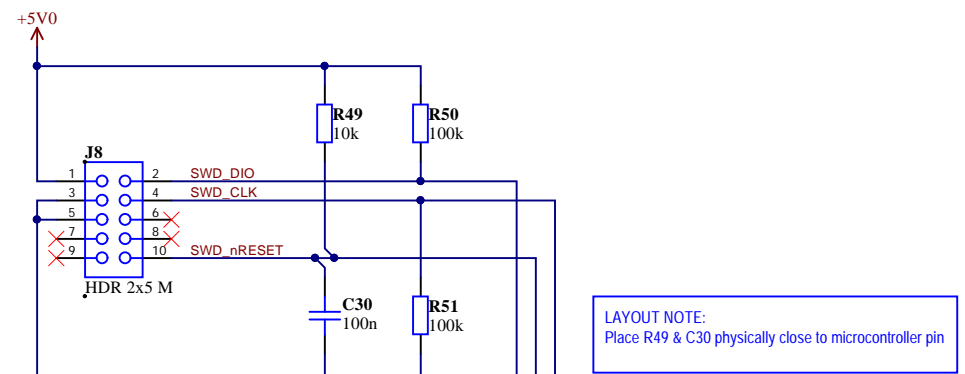 +5V0
R49
10k
R50
100k
J8
1
2
SWD_DIO
3
4
SWD_CLK
5
6
7
8
9
10
SWD_nRESET
HDR 2x5 M
C30
100n
R51
100k
LAYOUT NOTE:
Place R49 & C30 physically close to microcontroller pin